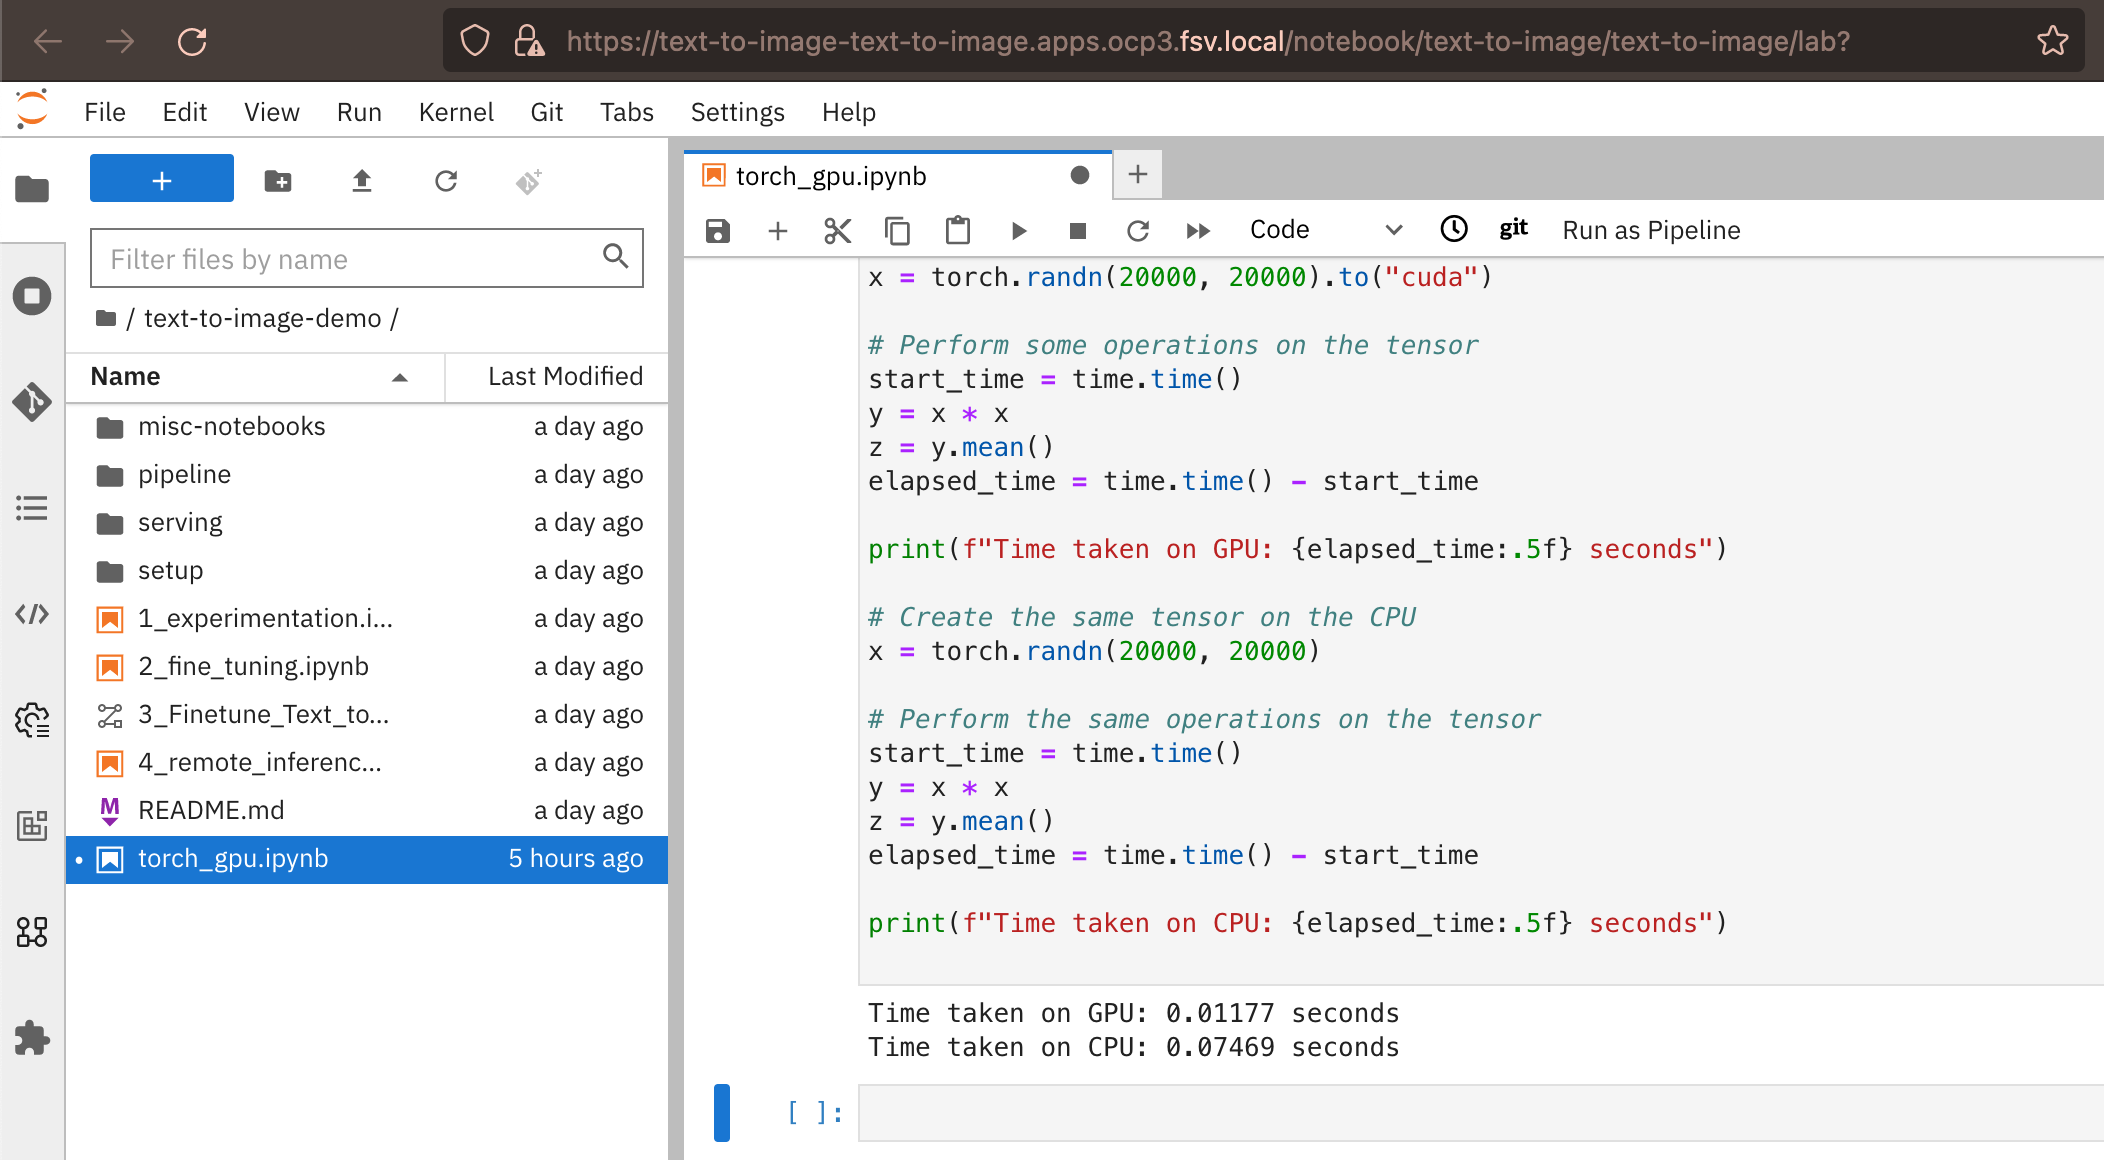 https://text-to-image-text-to-image.apps.ocp3.fsv.local/notebook/text-to-image/text-to-image/lab?
File Edit View Run Kernel Git Tabs Settings Help
Filter files by name
/ text-to-image-demo /
Name Last Modified
misc-notebooks a day ago
pipeline a day ago
serving a day ago
setup a day ago
1_experimentation.i... a day ago
2_fine_tuning.ipynb a day ago
3_Finetune_Text_to... a day ago
4_remote_inferenc... a day ago
README.md a day ago
torch_gpu.ipynb 5 hours ago
torch_gpu.ipynb
Code git Run as Pipeline
x = torch.randn(20000, 20000).to("cuda")
# Perform some operations on the tensor
start_time = time.time()
y = x * x
z = y.mean()
elapsed_time = time.time() - start_time
print(f"Time taken on GPU: {elapsed_time:.5f} seconds")
# Create the same tensor on the CPU
x = torch.randn(20000, 20000)
# Perform the same operations on the tensor
start_time = time.time()
y = x * x
z = y.mean()
elapsed_time = time.time() - start_time
print(f"Time taken on CPU: {elapsed_time:.5f} seconds")
Time taken on GPU: 0.01177 seconds
Time taken on CPU: 0.07469 seconds
[ ]: